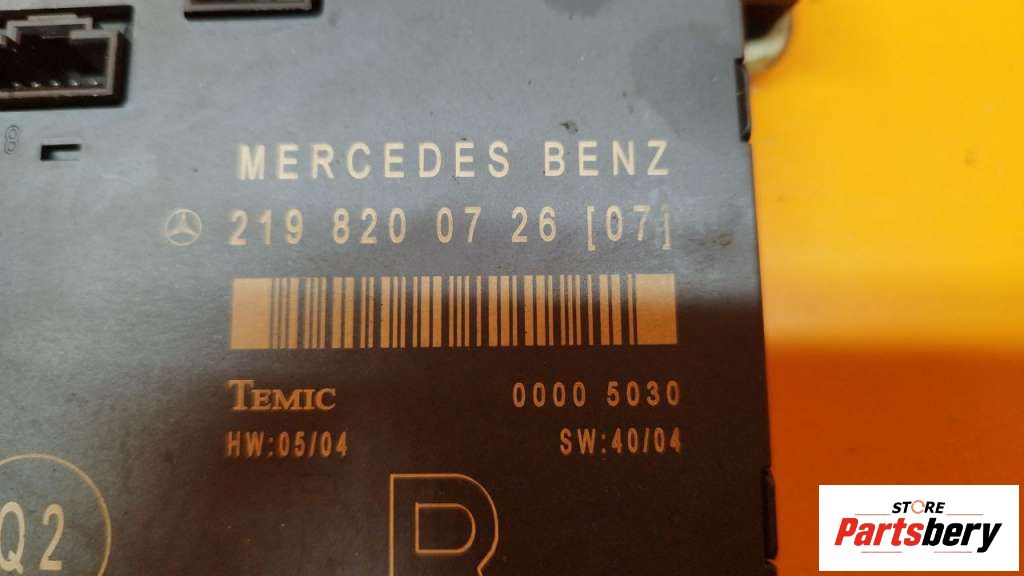 8
MERCEDES BENZ
219 820 07 26 [07]
TEMIC 0000 5030
HW:05/04 SW:40/04
Q2
R
STORE
Partsbery